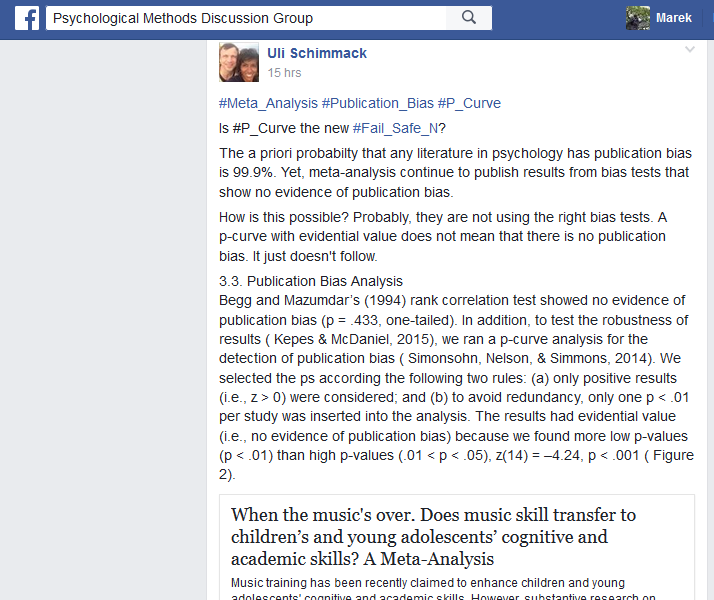 Psychological Methods Discussion Group
Marek
Uli Schimmack
15 hrs
#Meta_Analysis #Publication_Bias #P_Curve
Is #P_Curve the new #Fail_Safe_N?
The a priori probabilty that any literature in psychology has publication bias
is 99.9%. Yet, meta-analysis continue to publish results from bias tests that
show no evidence of publication bias.
How is this possible? Probably, they are not using the right bias tests. A
p-curve with evidential value does not mean that there is no publication
bias. It just doesn't follow.
3.3. Publication Bias Analysis
Begg and Mazumdar’s (1994) rank correlation test showed no evidence of
publication bias (p = .433, one-tailed). In addition, to test the robustness of
results ( Kepes & McDaniel, 2015), we ran a p-curve analysis for the
detection of publication bias ( Simonsohn, Nelson, & Simmons, 2014). We
selected the ps according the following two rules: (a) only positive results
(i.e., z > 0) were considered; and (b) to avoid redundancy, only one p < .01
per study was inserted into the analysis. The results had evidential value
(i.e., no evidence of publication bias) because we found more low p-values
(p < .01) than high p-values (.01 < p < .05), z(14) = –4.24, p < .001 ( Figure
2).
When the music's over. Does music skill transfer to
children’s and young adolescents’ cognitive and
academic skills? A Meta-Analysis
Music training has been recently claimed to enhance children and young
adolescents' cognitive and academic skills. However, substantive research on